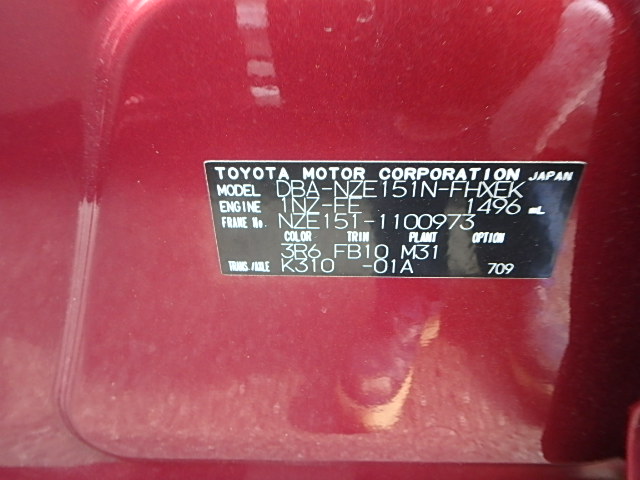 TOYOTA MOTOR CORPORATION JAPAN
MODEL DBA-NZE151N-FHXEK
ENGINE 1NZ-FE 1496 mL
FRAME No. NZE151-1100973
COLOR TRIM PLANT OPTION
3R6 FB10 M31
TRANS./AXLE K310 -01A 709